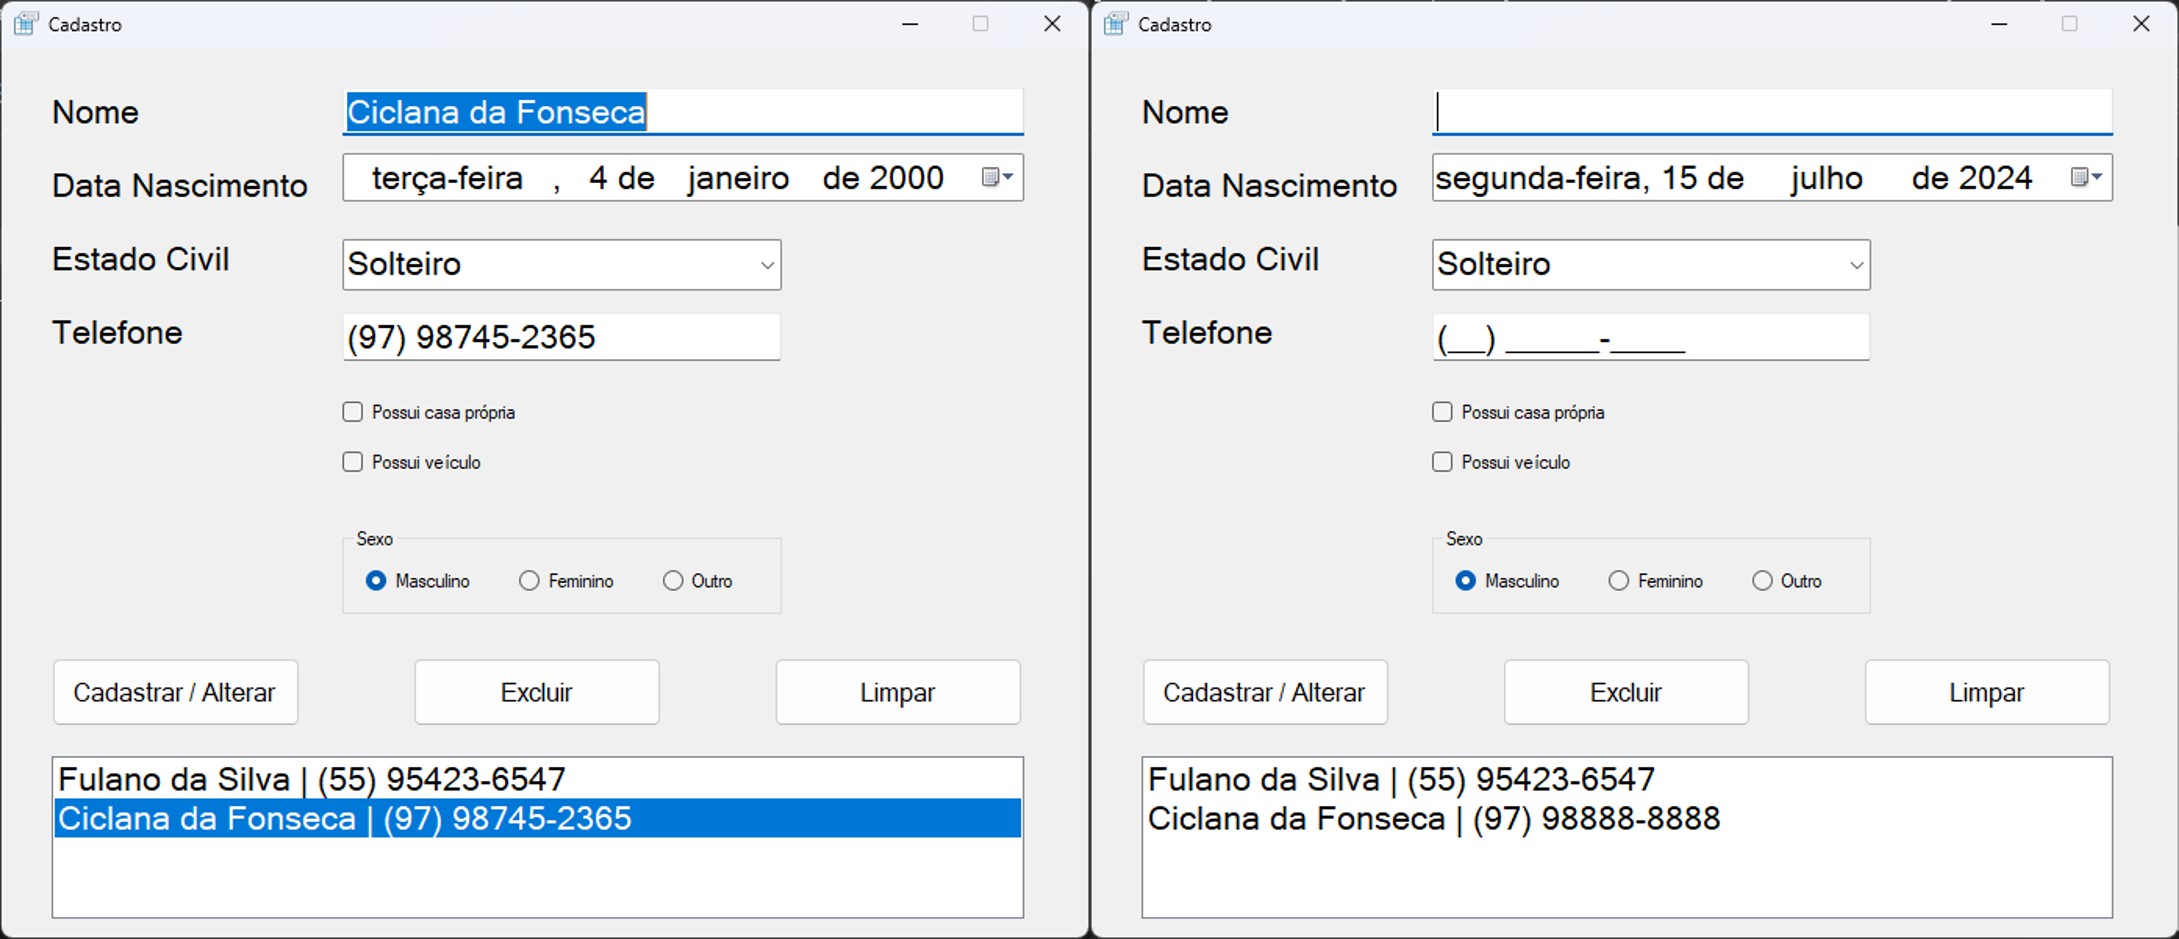 Cadastro
Nome
Ciclana da Fonseca
Data Nascimento
terça-feira , 4 de janeiro de 2000
Estado Civil
Solteiro
Telefone
(97) 98745-2365
Possui casa própria
Possui veículo
Sexo
Masculino Feminino Outro
Cadastrar / Alterar Excluir Limpar
Fulano da Silva | (55) 95423-6547
Ciclana da Fonseca | (97) 98745-2365
Cadastro
Nome
Data Nascimento
segunda-feira, 15 de julho de 2024
Estado Civil
Solteiro
Telefone
(__) _____-____
Possui casa própria
Possui veículo
Sexo
Masculino Feminino Outro
Cadastrar / Alterar Excluir Limpar
Fulano da Silva | (55) 95423-6547
Ciclana da Fonseca | (97) 98888-8888